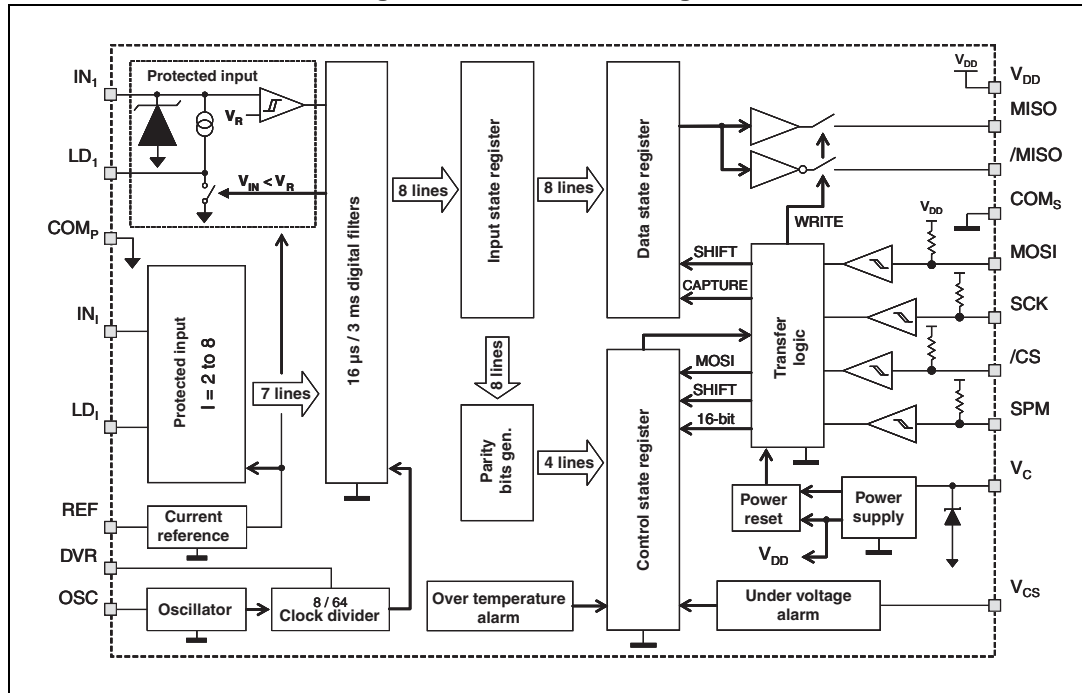 IN1
Protected input
VR
LD1
VIN < VR
COMP
Protected input
I = 2 to 8
INI
LDI
7 lines
REF
Current
reference
DVR
OSC
Oscillator
8 / 64
Clock divider
16 µs / 3 ms digital filters
8 lines
Input state register
8 lines
Data state register
8 lines
Parity
bits gen.
4 lines
Control state register
Over temperature
alarm
Under voltage
alarm
WRITE
SHIFT
CAPTURE
MOSI
SHIFT
16-bit
Transfer
logic
Power
reset
Power
supply
VDD
VDD
VDD
VDD
MISO
/MISO
COMS
MOSI
SCK
/CS
SPM
VC
VCS